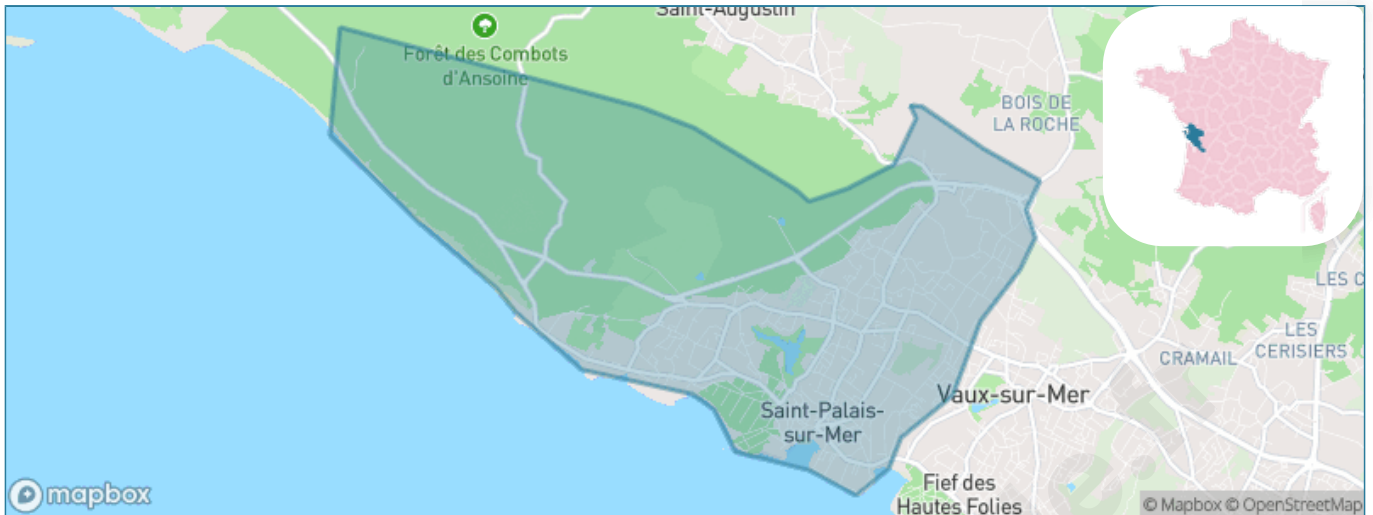 Saint-Augustin
Forêt des Combots
d'Ansoine
BOIS DE
LA ROCHE
LES C
LES
CERISIERS
CRAMAIL
Vaux-sur-Mer
Saint-Palais-
sur-Mer
Fief des
Hautes Folies
mapbox
© Mapbox © OpenStreetMap